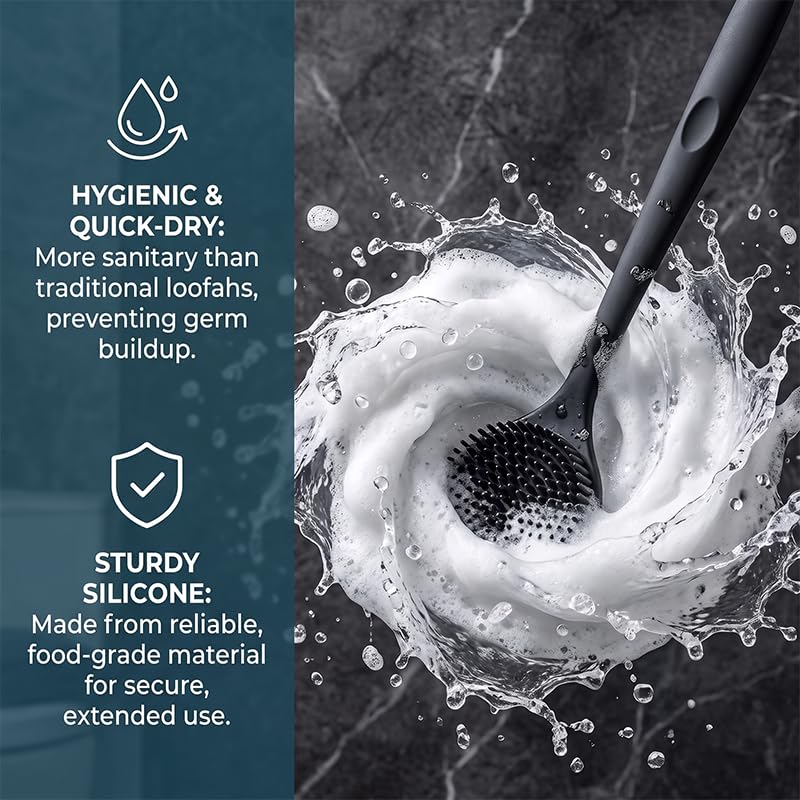 HYGIENIC &
QUICK-DRY:
More sanitary than
traditional loofahs,
preventing germ
buildup.
STURDY
SILICONE:
Made from reliable,
food-grade material
for secure,
extended use.